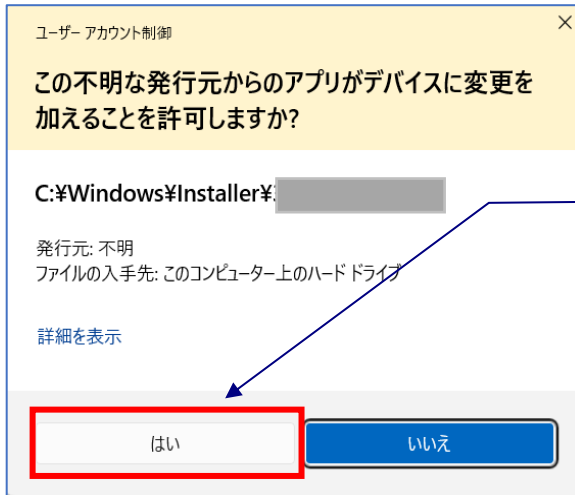 ユーザー アカウント制御
この不明な発行元からのアプリがデバイスに変更を
加えることを許可しますか?
C:¥Windows¥Installer¥
発行元: 不明
ファイルの入手先: このコンピューター上のハード ドライブ
詳細を表示
はい
いいえ